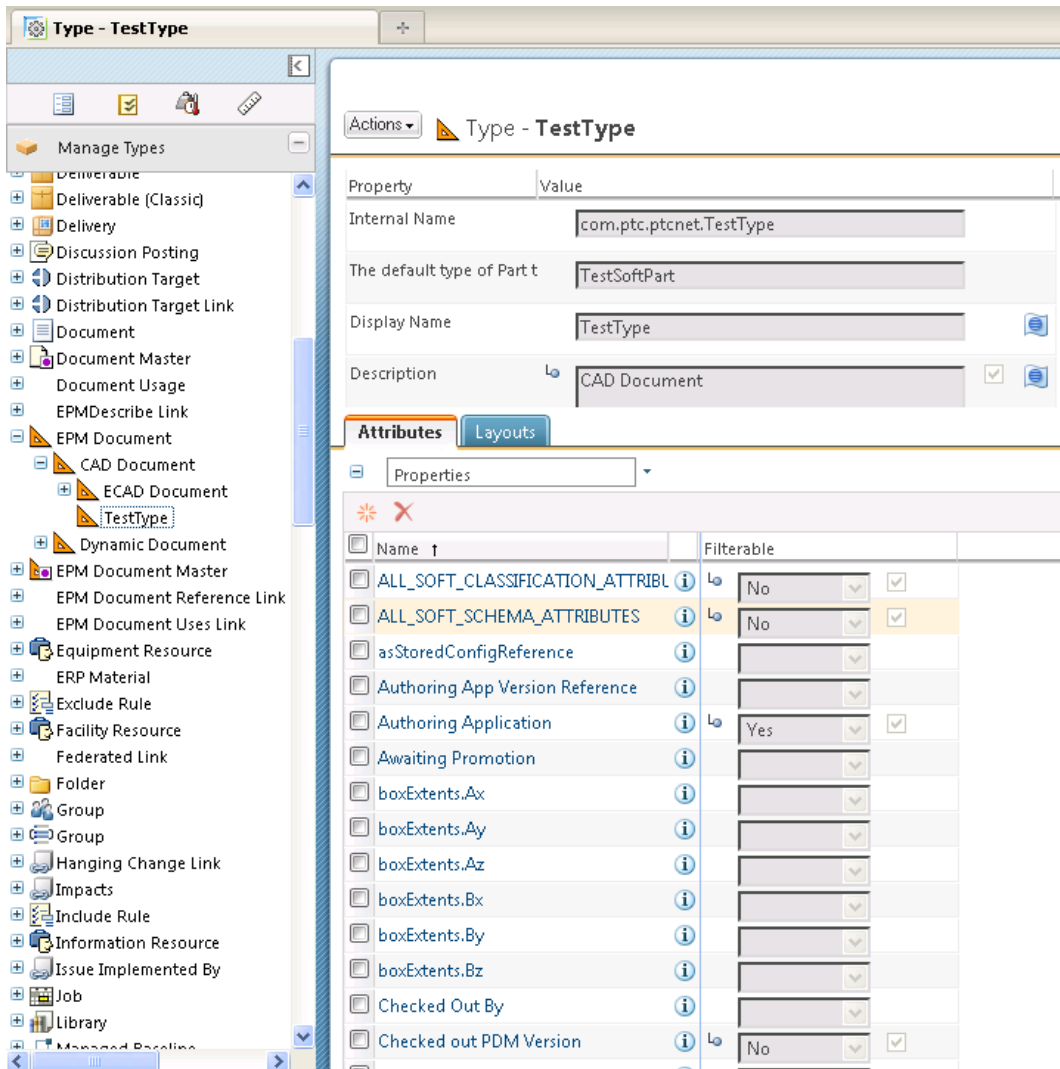 Type - TestType
Manage Types
Deliverable
Deliverable (Classic)
Delivery
Discussion Posting
Distribution Target
Distribution Target Link
Document
Document Master
Document Usage
EPMDescribe Link
EPM Document
CAD Document
ECAD Document
TestType
Dynamic Document
EPM Document Master
EPM Document Reference Link
EPM Document Uses Link
Equipment Resource
ERP Material
Exclude Rule
Facility Resource
Federated Link
Folder
Group
Group
Hanging Change Link
Impacts
Include Rule
Information Resource
Issue Implemented By
Job
Library
Managed Baseline
Actions
Type - TestType
Property Value
Internal Name com.ptc.ptcnet.TestType
The default type of Part t TestSoftPart
Display Name TestType
Description CAD Document
Attributes Layouts
Properties
Name Filterable
ALL_SOFT_CLASSIFICATION_ATTRIBU No
ALL_SOFT_SCHEMA_ATTRIBUTES No
asStoredConfigReference
Authoring App Version Reference
Authoring Application Yes
Awaiting Promotion
boxExtents.Ax
boxExtents.Ay
boxExtents.Az
boxExtents.Bx
boxExtents.By
boxExtents.Bz
Checked Out By
Checked out PDM Version No